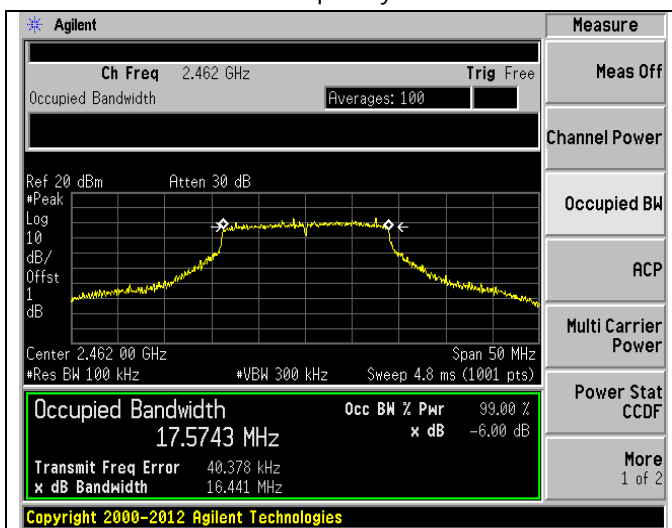 Agilent
Measure
Ch Freq 2.462 GHz Trig Free
Meas Off
Occupied Bandwidth Averages: 100
Channel Power
Ref 20 dBm Atten 30 dB
#Peak
Log
10
dB/
Offst
1
dB
Occupied BW
ACP
Multi Carrier
Power
Center 2.462 00 GHz Span 50 MHz
#Res BW 100 kHz #VBW 300 kHz Sweep 4.8 ms (1001 pts)
Power Stat
CCDF
Occupied Bandwidth Occ BW % Pwr 99.00 %
17.5743 MHz x dB -6.00 dB
Transmit Freq Error 40.378 kHz
x dB Bandwidth 16.441 MHz
More
1 of 2
Copyright 2000-2012 Agilent Technologies